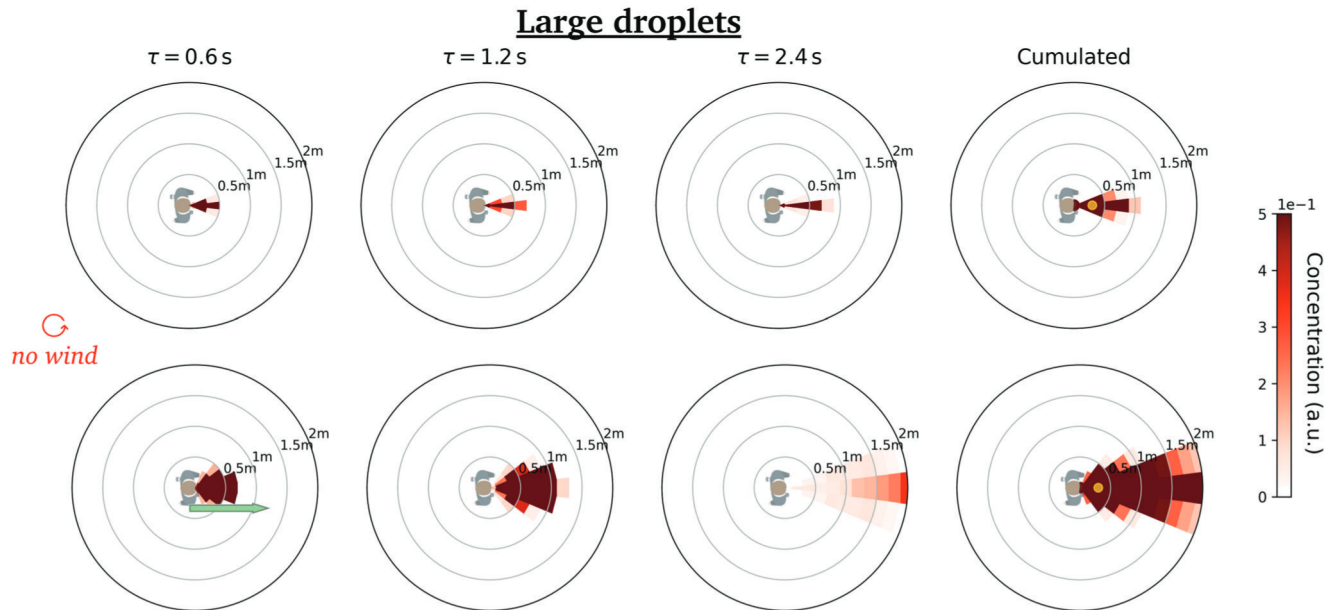 Large droplets
τ = 0.6 s
τ = 1.2 s
τ = 2.4 s
Cumulated
2m
1.5m
1m
0.5m
2m
1.5m
1m
0.5m
2m
1.5m
1m
0.5m
2m
1.5m
1m
0.5m
1e−1
5
4
3
2
1
0
Concentration (a.u.)
no wind
2m
1.5m
1m
0.5m
2m
1.5m
1m
0.5m
2m
1.5m
1m
0.5m
2m
1.5m
1m
0.5m